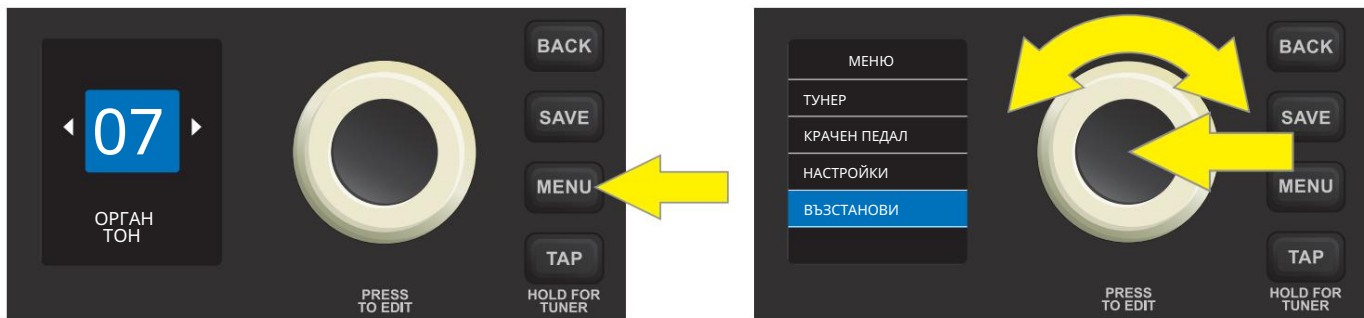 07
ОРГАН
ТОН
BACK
SAVE
MENU
TAP
PRESS
TO EDIT
HOLD FOR
TUNER
МЕНЮ
ТУНЕР
КРАЧЕН ПЕДАЛ
НАСТРОЙКИ
ВЪЗСТАНОВИ
BACK
SAVE
MENU
TAP
PRESS
TO EDIT
HOLD FOR
TUNER